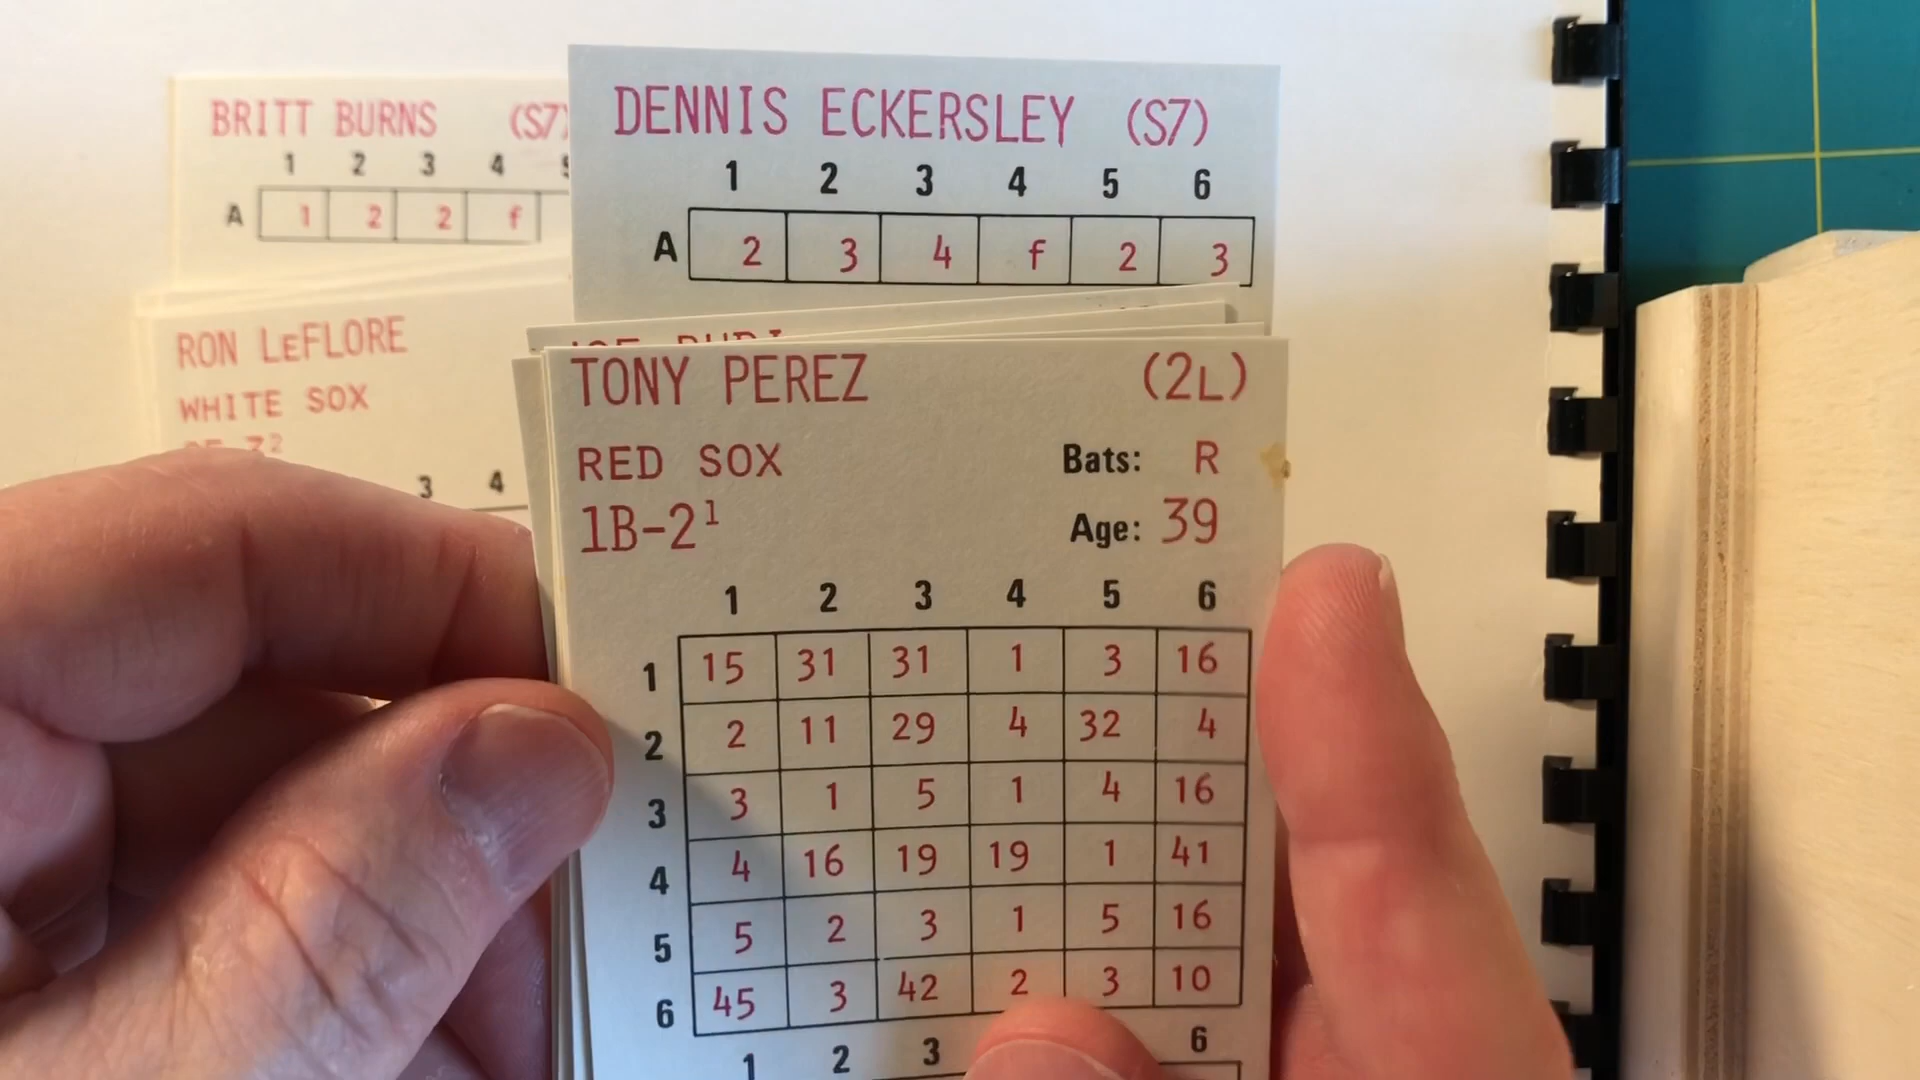 BRITT BURNS (S7)
1 2 3 4
A 1 2 2 f
RON LeFLORE
WHITE SOX
3 4
DENNIS ECKERSLEY (S7)
1 2 3 4 5 6
A 2 3 4 f 2 3
TONY PEREZ (2L)
RED SOX Bats: R
1B-2¹ Age: 39
1 2 3 4 5 6
1 15 31 31 1 3 16
2 2 11 29 4 32 4
3 3 1 5 1 4 16
4 4 16 19 19 1 41
5 5 2 3 1 5 16
6 45 3 42 2 3 10
1 2 3 6